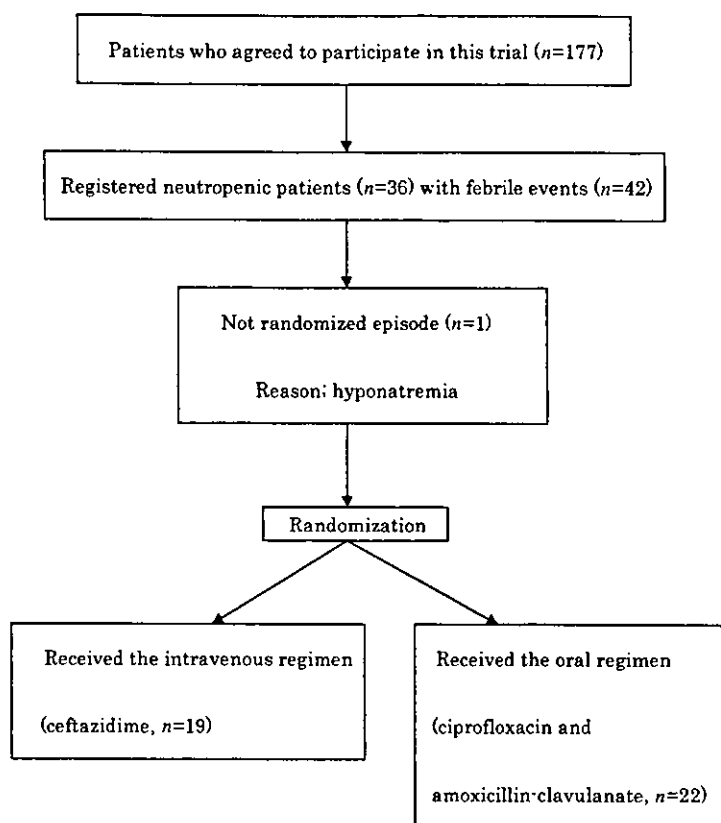 Patients who agreed to participate in this trial (n=177)
Registered neutropenic patients (n=36) with febrile events (n=42)
Not randomized episode (n=1)
Reason; hyponatremia
Randomization
Received the intravenous regimen
(ceftazidime, n=19)
Received the oral regimen
(ciprofloxacin and
amoxicillin-clavulanate, n=22)